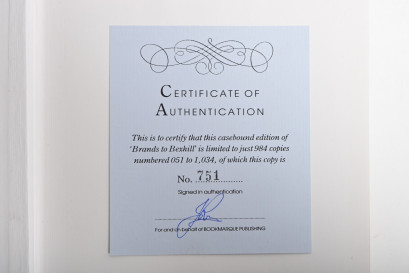 CERTIFICATE OF
AUTHENTICATION
This is to certify that this casebound edition of
'Brands to Bexhill' is limited to just 984 copies
numbered 051 to 1,034, of which this copy is
No. 751
Signed in authentication
For and on behalf of BOOKMARQUE PUBLISHING